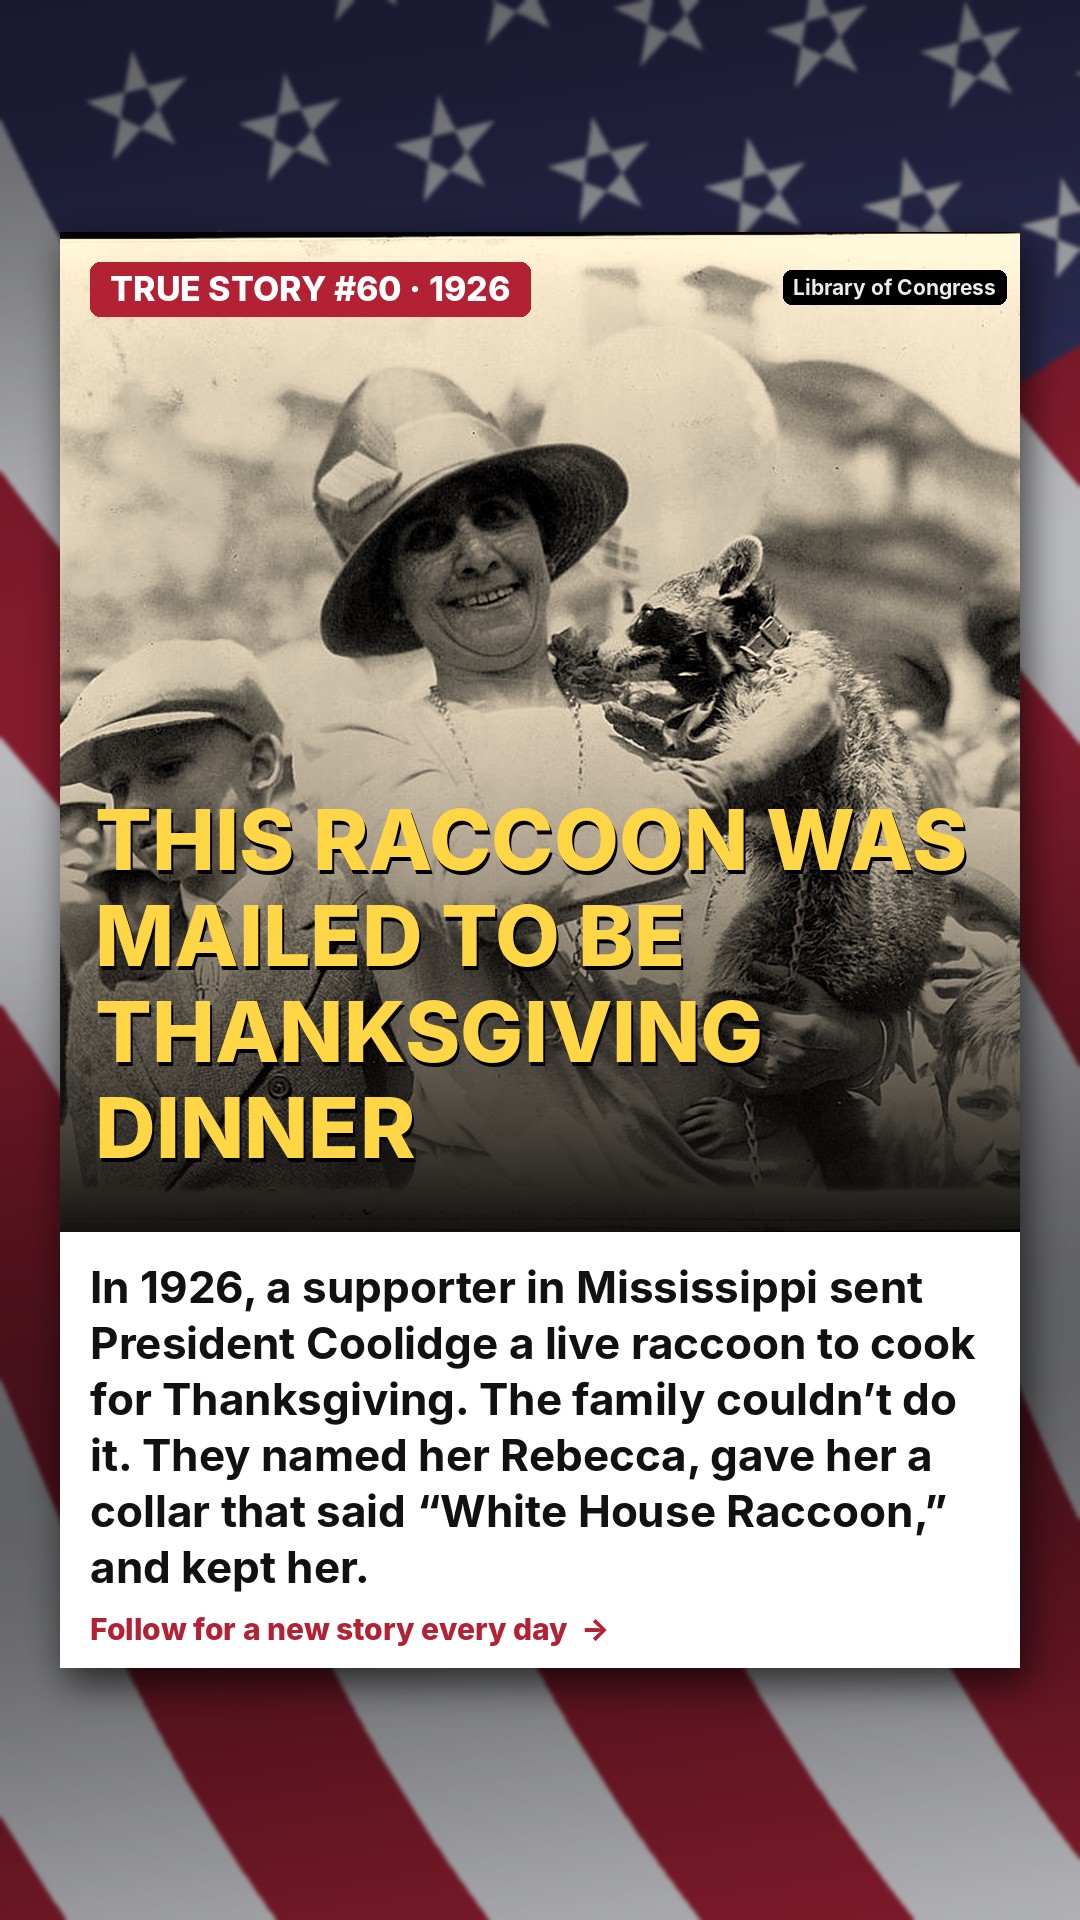 TRUE STORY #60 · 1926
Library of Congress
THIS RACCOON WAS
MAILED TO BE
THANKSGIVING
DINNER
In 1926, a supporter in Mississippi sent
President Coolidge a live raccoon to cook
for Thanksgiving. The family couldn’t do
it. They named her Rebecca, gave her a
collar that said “White House Raccoon,”
and kept her.
Follow for a new story every day →